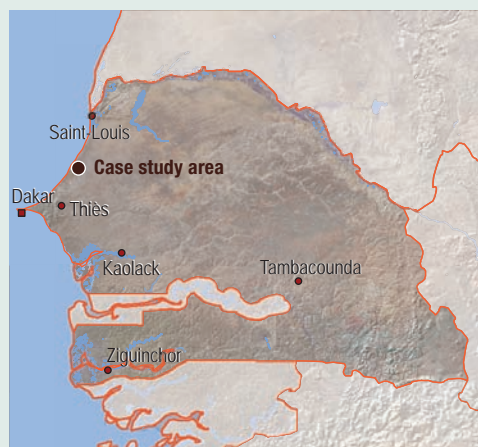 Saint-Louis
Case study area
Dakar
Thiès
Kaolack
Tambacounda
Ziguinchor